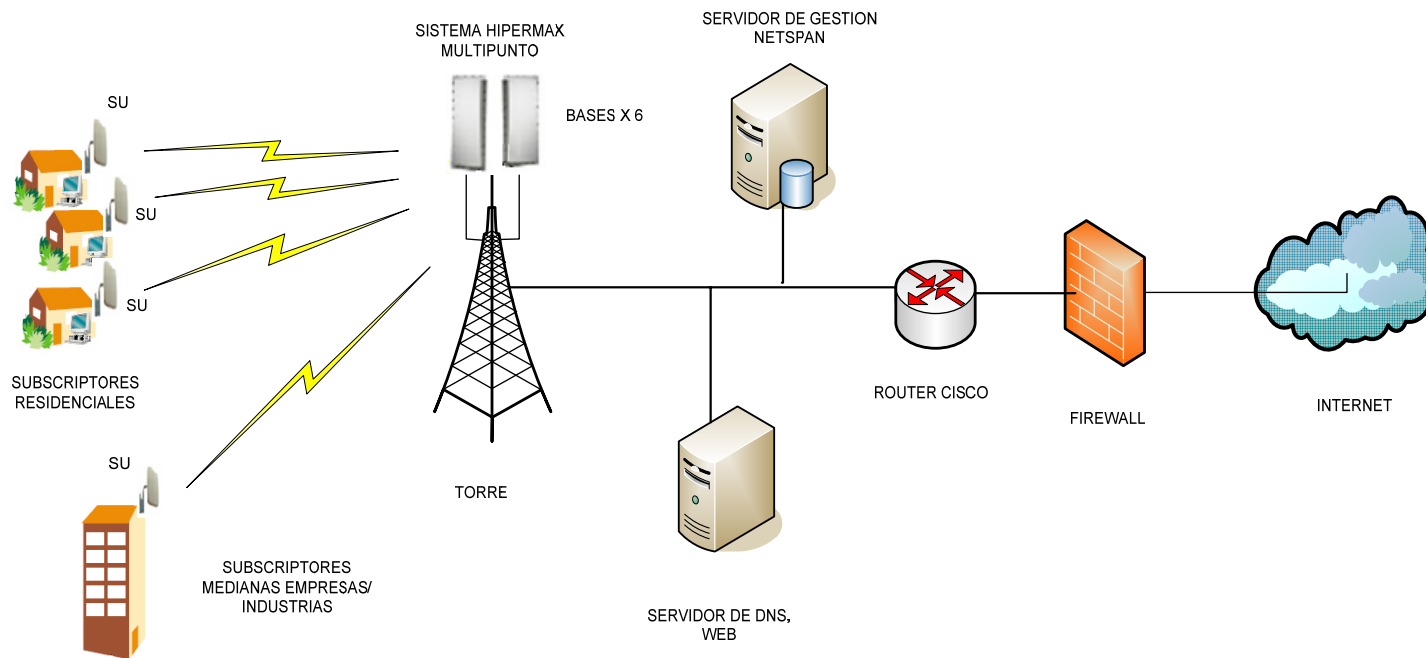 SERVIDOR DE GESTION
NETSPAN
SISTEMA HIPERMAX
MULTIPUNTO
SU
BASES X 6
SU
SU
SUBSCRIPTORES
RESIDENCIALES
ROUTER CISCO
FIREWALL
INTERNET
SU
TORRE
SUBSCRIPTORES
MEDIANAS EMPRESAS/
INDUSTRIAS
SERVIDOR DE DNS,
WEB